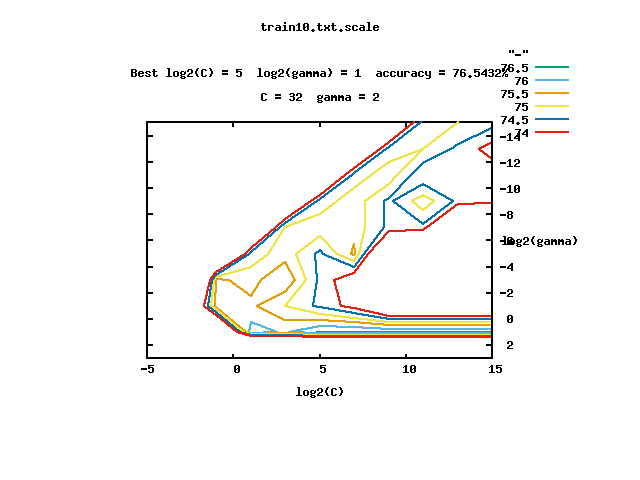 train10.txt.scale
"-"
Best log2(C) = 5  log2(gamma) = 1  accuracy = 76.5432%
76.5
76
75.5
C = 32  gamma = 2
75
74.5
74
-14
-12
-10
-8
-6
log2(gamma)
-4
-2
0
2
-5 0 5 10 15
log2(C)